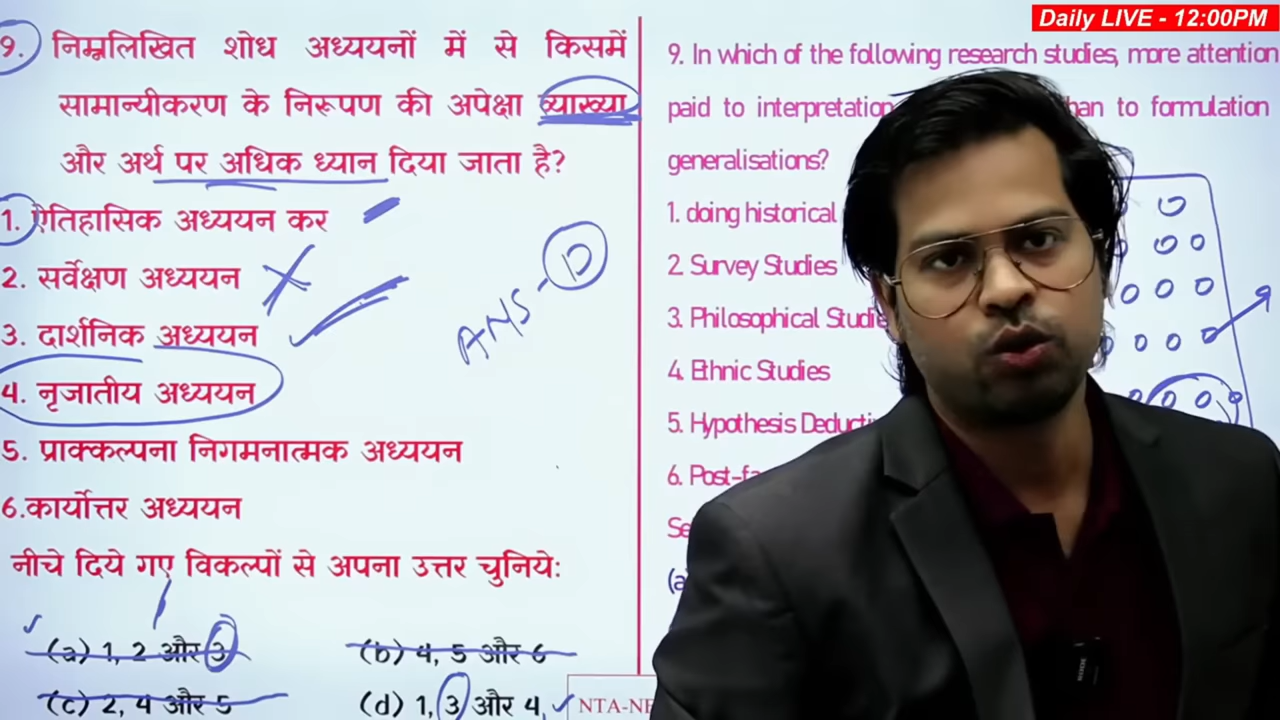 Daily LIVE - 12:00PM
9. निम्नलिखित शोध अध्ययनों में से किसमें
सामान्यीकरण के निरूपण की अपेक्षा व्याख्या
और अर्थ पर अधिक ध्यान दिया जाता है?
1. ऐतिहासिक अध्ययन कर
2. सर्वेक्षण अध्ययन
3. दार्शनिक अध्ययन
4. नृजातीय अध्ययन
5. प्राक्कल्पना निगमनात्मक अध्ययन
6.कार्योत्तर अध्ययन
नीचे दिये गए विकल्पों से अपना उत्तर चुनिये:
(a) 1, 2 और 3
(b) 4, 5 और 6
(c) 2, 4 और 5
(d) 1, 3 और 4,
ANS - D
9. In which of the following research studies, more attention
paid to interpretation than to formulation
generalisations?
1. doing historical
2. Survey Studies
3. Philosophical
4. Ethnic Studies
5. Hypothesis
6.
(a)